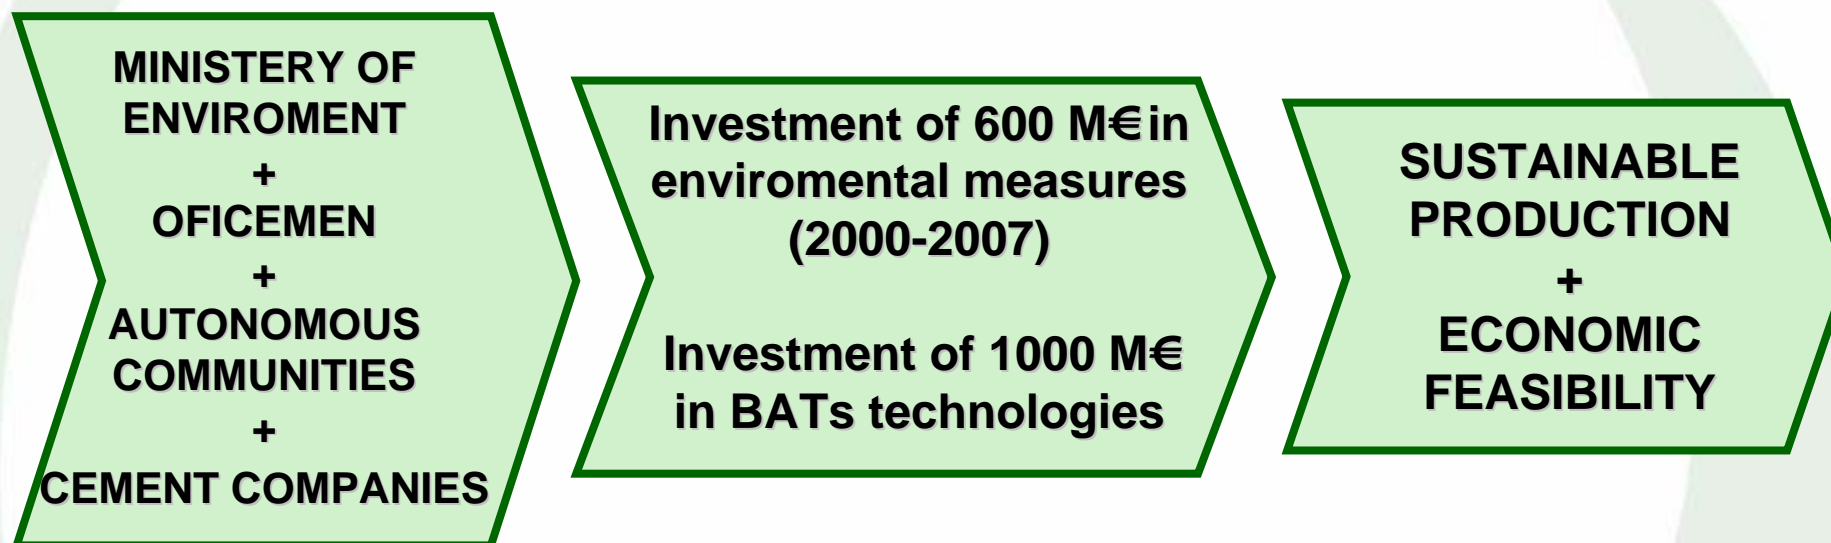 MINISTERY OF
ENVIROMENT
+
OFICEMEN
+
AUTONOMOUS
COMMUNITIES
+
CEMENT COMPANIES
Investment of 600 M€ in
enviromental measures
(2000-2007)
Investment of 1000 M€
in BATs technologies
SUSTAINABLE
PRODUCTION
+
ECONOMIC
FEASIBILITY